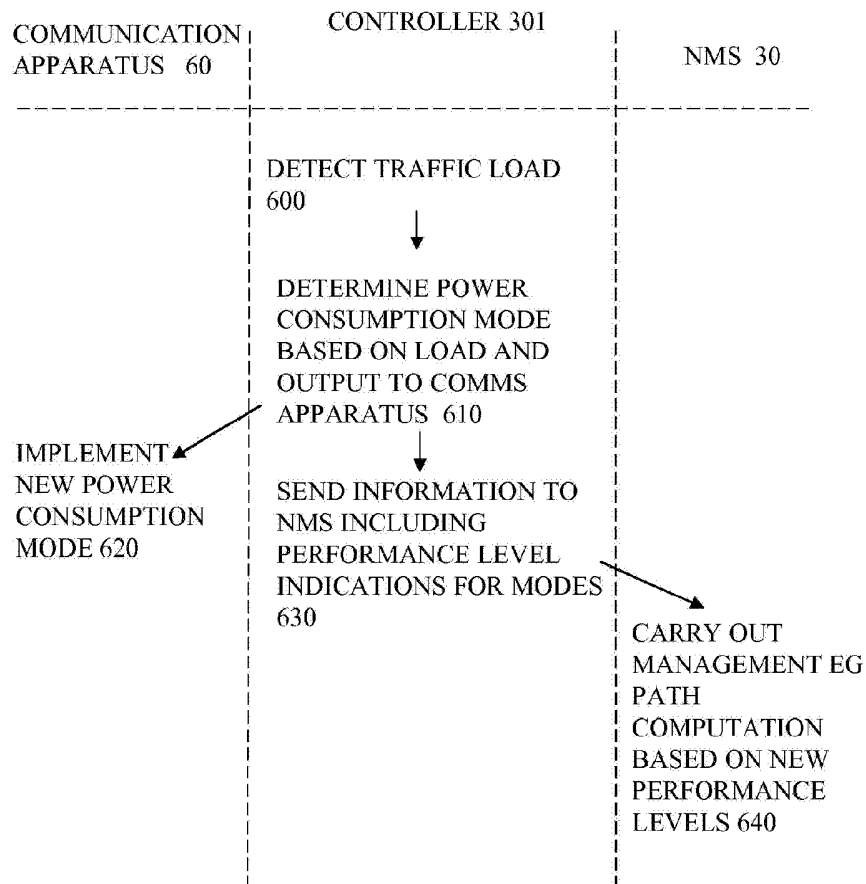 COMMUNICATION
APPARATUS 60
CONTROLLER 301
NMS 30
DETECT TRAFFIC LOAD
600
DETERMINE POWER
CONSUMPTION MODE
BASED ON LOAD AND
OUTPUT TO COMMS
APPARATUS 610
IMPLEMENT
NEW POWER
CONSUMPTION
MODE 620
SEND INFORMATION TO
NMS INCLUDING
PERFORMANCE LEVEL
INDICATIONS FOR MODES
630
CARRY OUT
MANAGEMENT EG
PATH
COMPUTATION
BASED ON NEW
PERFORMANCE
LEVELS 640